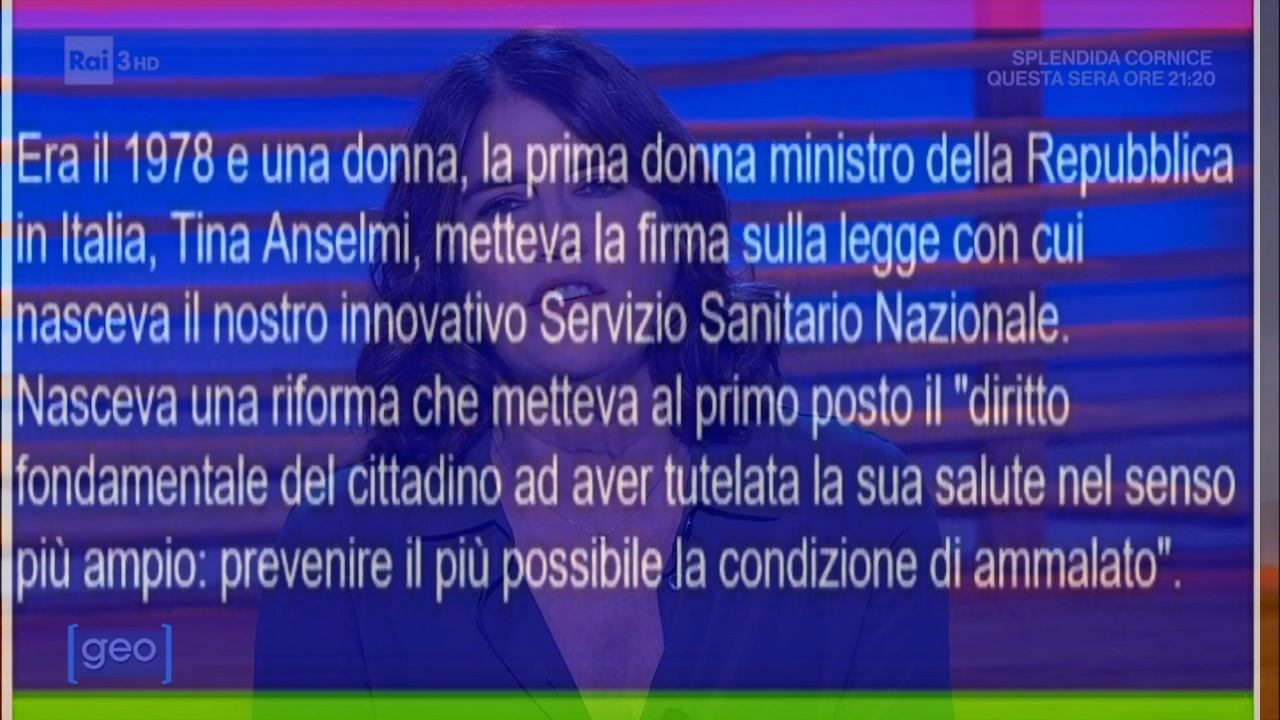 Rai 3HD
SPLENDIDA CORNICE
QUESTA SERA ORE 21:20
Era il 1978 e una donna, la prima donna ministro della Repubblica
in Italia, Tina Anselmi, metteva la firma sulla legge con cui
nasceva il nostro innovativo Servizio Sanitario Nazionale.
Nasceva una riforma che metteva al primo posto il "diritto
fondamentale del cittadino ad aver tutelata la sua salute nel senso
più ampio: prevenire il più possibile la condizione di ammalato".
[geo]